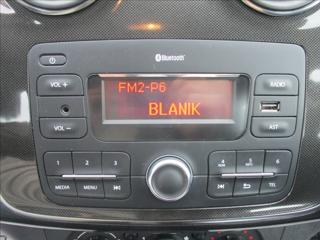 Bluetooth
FM2-P6
BLANIK
VOL +
VOL –
RADIO
AST
1 2 3
4 5 6
MEDIA MENU
TEL